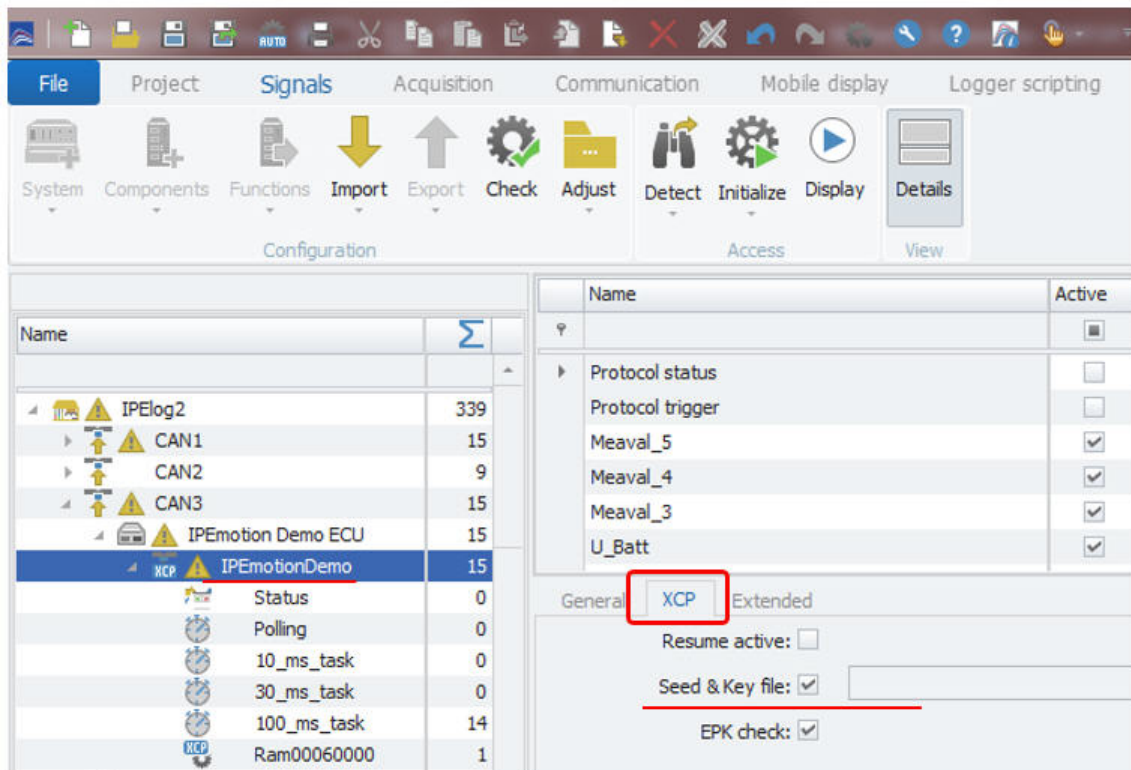 AUTO
File Project Signals Acquisition Communication Mobile display Logger scripting
System Components Functions Import Export Check Adjust Detect Initialize Display Details
Configuration Access View
Name Active
Name Σ
Protocol status
IPElog2 339
Protocol trigger
CAN1 15
Meaval_5
CAN2 9
Meaval_4
CAN3 15
Meaval_3
IPEmotion Demo ECU 15
U_Batt
XCP IPEmotionDemo 15
General XCP Extended
Status 0
Polling 0
Resume active:
10_ms_task 0
30_ms_task 0
Seed & Key file:
100_ms_task 14
EPK check:
XCP Ram00060000 1